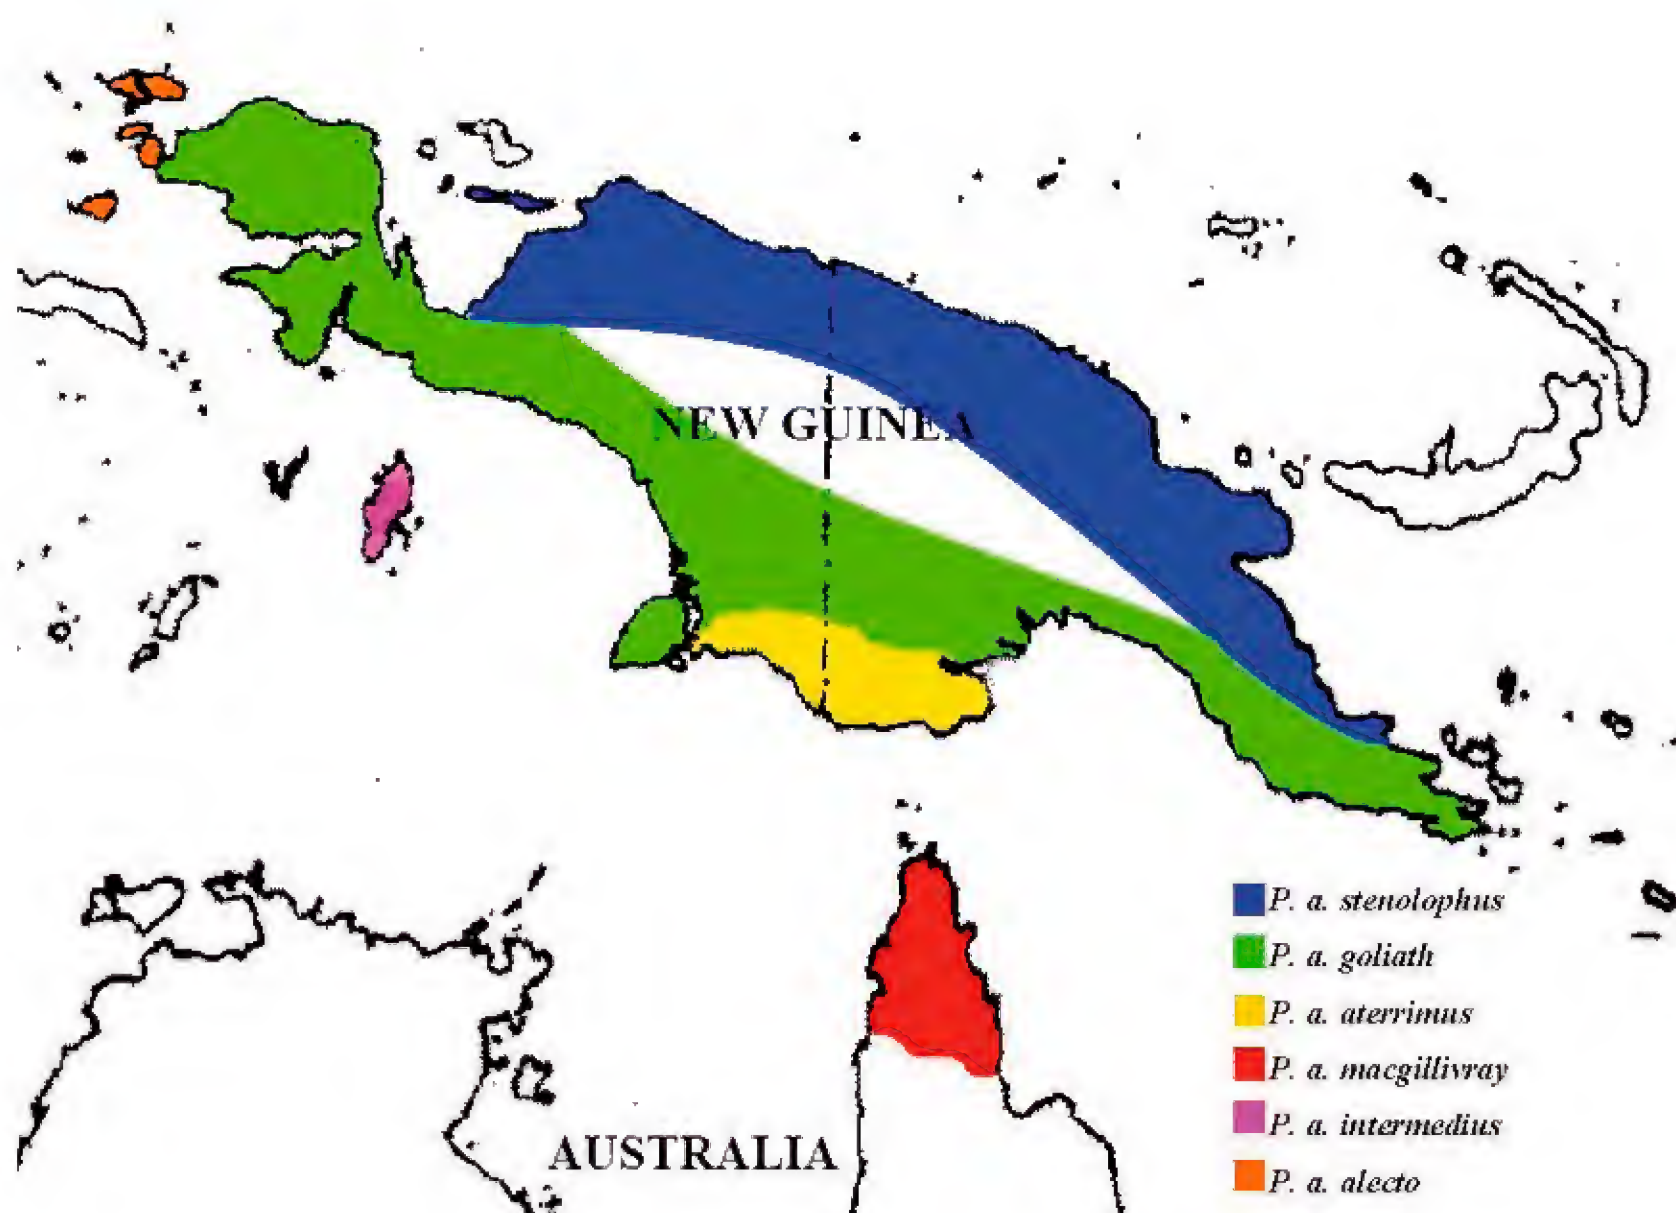 NEW GUINEA
P. a. stenolophus
P. a. goliath
P. a. aterrimus
P. a. macgillivray
P. a. intermedius
P. a. alecto
AUSTRALIA